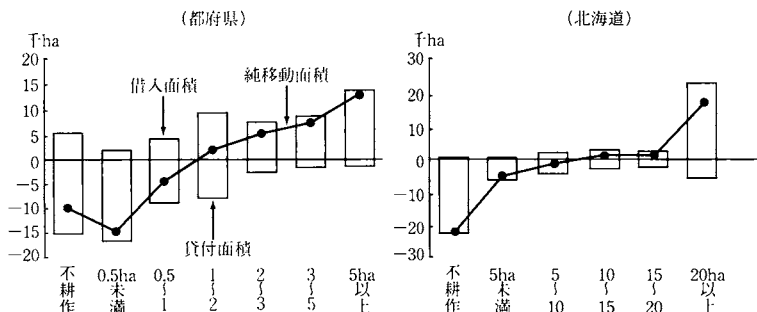 (都府県)
千ha
20
15
10
5
0
-5
-10
-15
-20
借入面積
純移動面積
貸付面積
不耕作
0.5ha未満
0.5~1
1~2
2~3
3~5
5ha以上
(北海道)
千ha
30
20
10
0
-10
-20
-30
不耕作
5ha未満
5~10
10~15
15~20
20ha以上